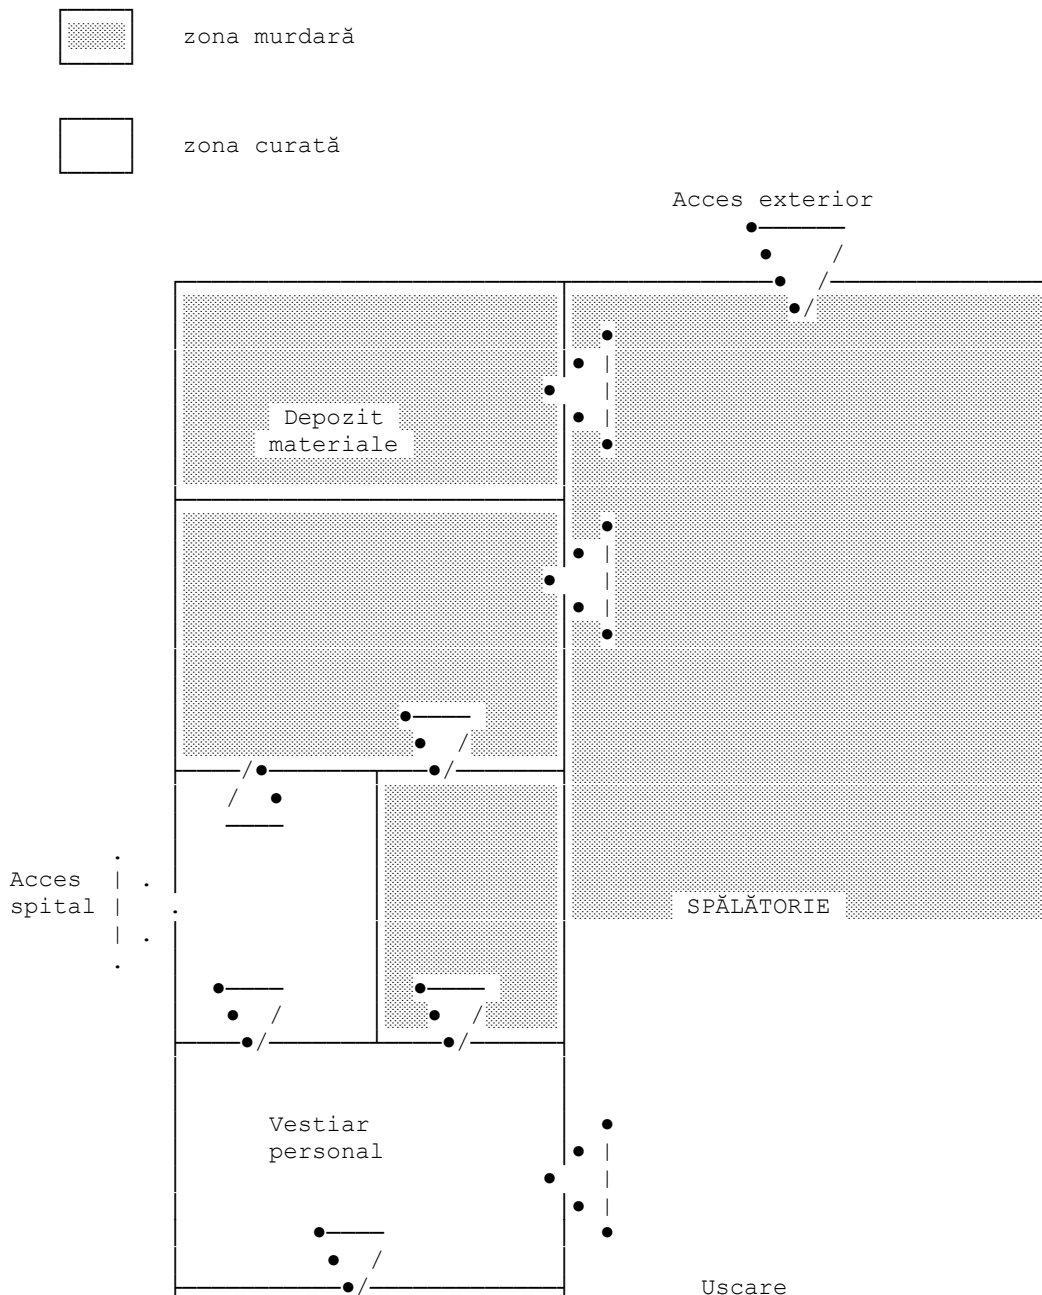 zona murdară
zona curată
Acces exterior
Depozit
materiale
Acces
spital
SPĂLĂTORIE
Vestiar
personal
Uscare